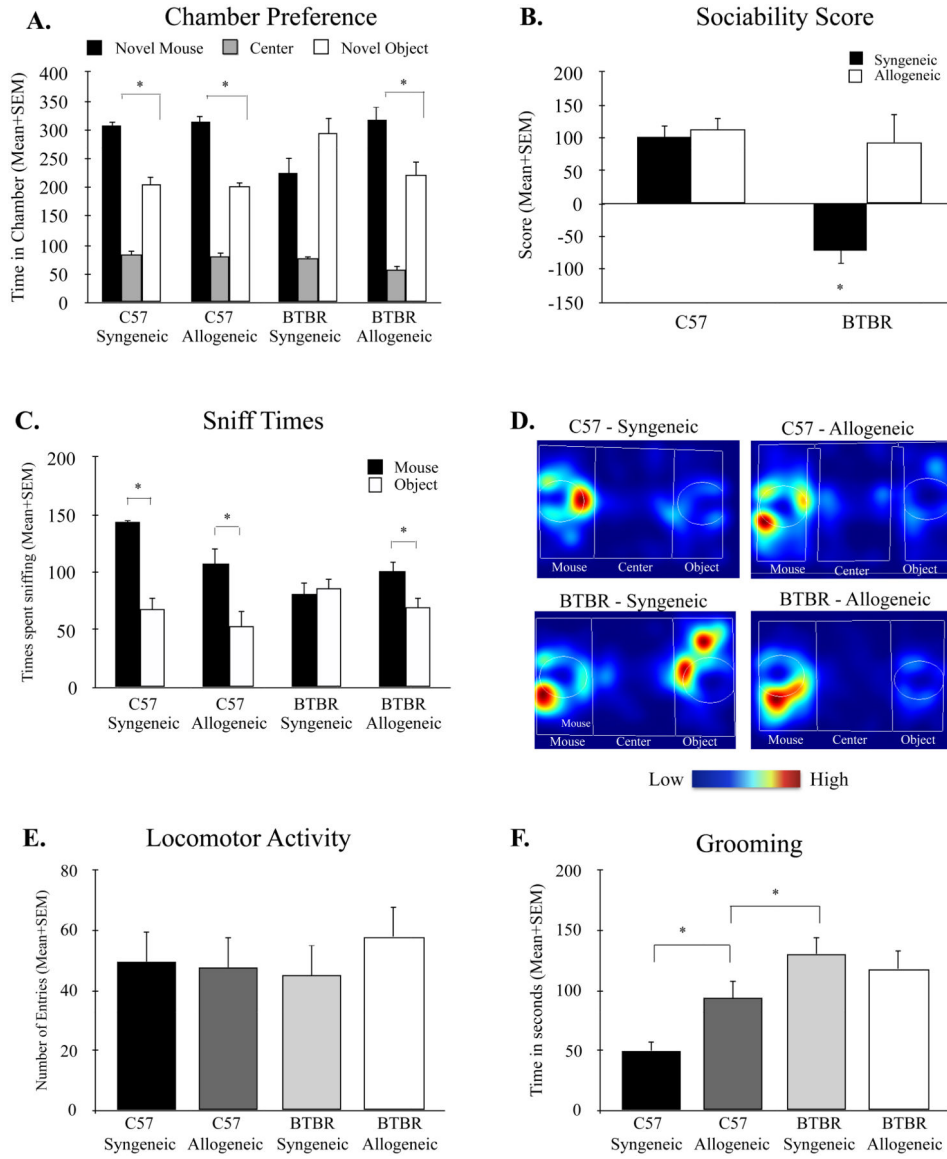 A.
Chamber Preference
Novel Mouse Center Novel Object
Time in Chamber (Mean+SEM)
400
350
300
250
200
150
100
50
0
* * *
C57 Syngeneic
C57 Allogeneic
BTBR Syngeneic
BTBR Allogeneic
B.
Sociability Score
Syngeneic
Allogeneic
Score (Mean+SEM)
200
150
100
50
0
-50
-100
-150
*
C57 BTBR
C.
Sniff Times
Mouse
Object
Times spent sniffing (Mean+SEM)
200
150
100
50
0
* * *
C57 Syngeneic
C57 Allogeneic
BTBR Syngeneic
BTBR Allogeneic
D.
C57 - Syngeneic
Mouse Center Object
C57 - Allogeneic
Mouse Center Object
BTBR - Syngeneic
Mouse
Mouse Center Object
BTBR - Allogeneic
Mouse Center Object
Low High
E.
Locomotor Activity
Number of Entries (Mean+SEM)
80
60
40
20
0
C57 Syngeneic
C57 Allogeneic
BTBR Syngeneic
BTBR Allogeneic
F.
Grooming
Time in seconds (Mean+SEM)
200
150
100
50
0
* *
C57 Syngeneic
C57 Allogeneic
BTBR Syngeneic
BTBR Allogeneic